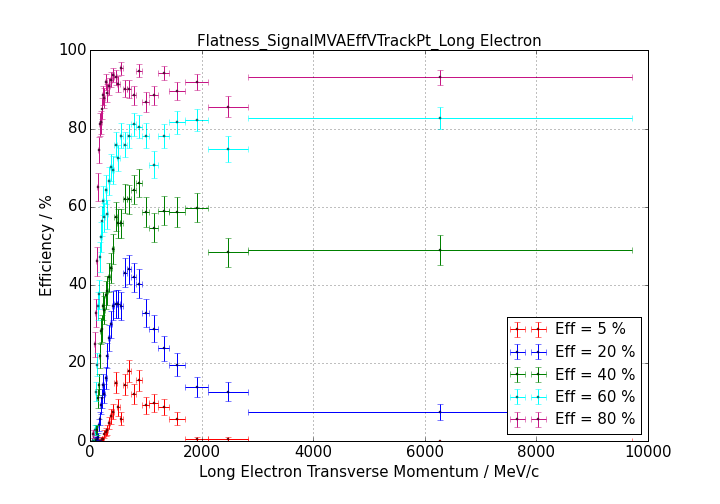 Flatness_SignalMVAEffVTrackPt_Long Electron
100
80
60
40
20
0
Efficiency / %
Eff = 5 %
Eff = 20 %
Eff = 40 %
Eff = 60 %
Eff = 80 %
0 2000 4000 6000 8000 10000
Long Electron Transverse Momentum / MeV/c